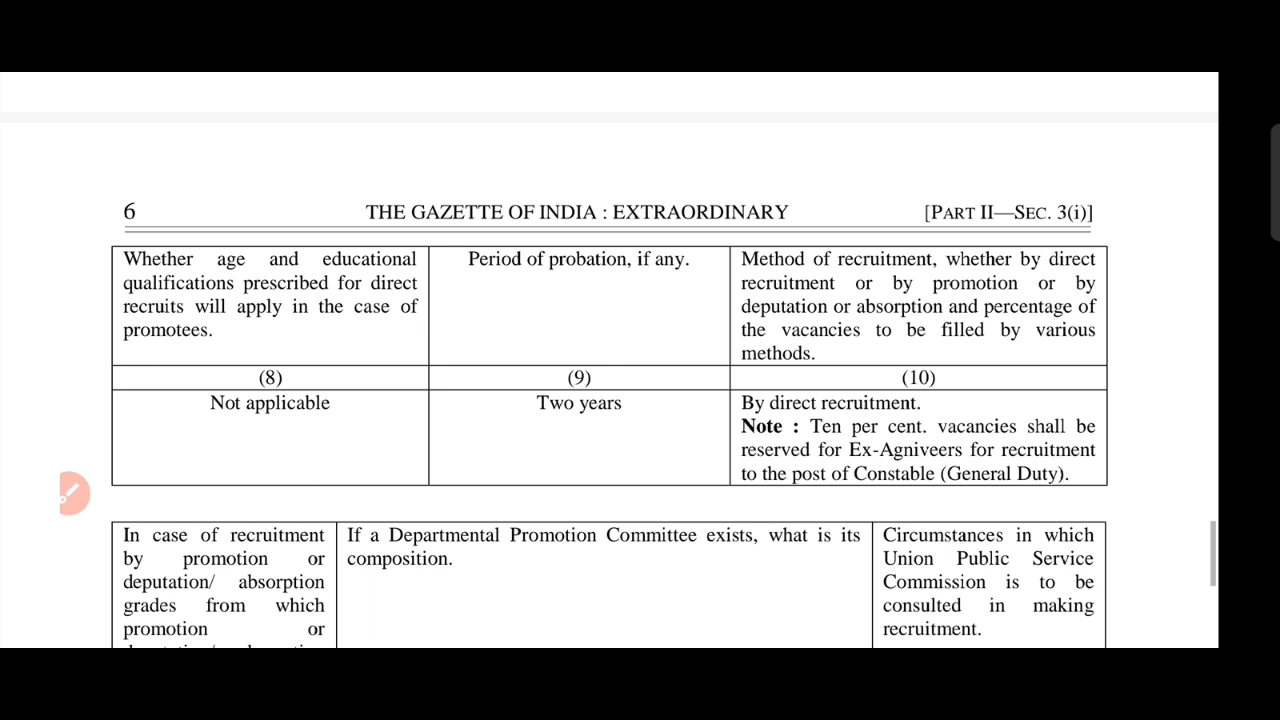 6 THE GAZETTE OF INDIA : EXTRAORDINARY [PART II—SEC. 3(i)]
Whether age and educational
qualifications prescribed for direct
recruits will apply in the case of
promotees.
Period of probation, if any.
Method of recruitment, whether by direct
recruitment or by promotion or by
deputation or absorption and percentage of
the vacancies to be filled by various
methods.
(8) (9) (10)
Not applicable
Two years
By direct recruitment.
Note : Ten per cent. vacancies shall be
reserved for Ex-Agniveers for recruitment
to the post of Constable (General Duty).
In case of recruitment
by promotion or
deputation/ absorption
grades from which
promotion or
If a Departmental Promotion Committee exists, what is its
composition.
Circumstances in which
Union Public Service
Commission is to be
consulted in making
recruitment.